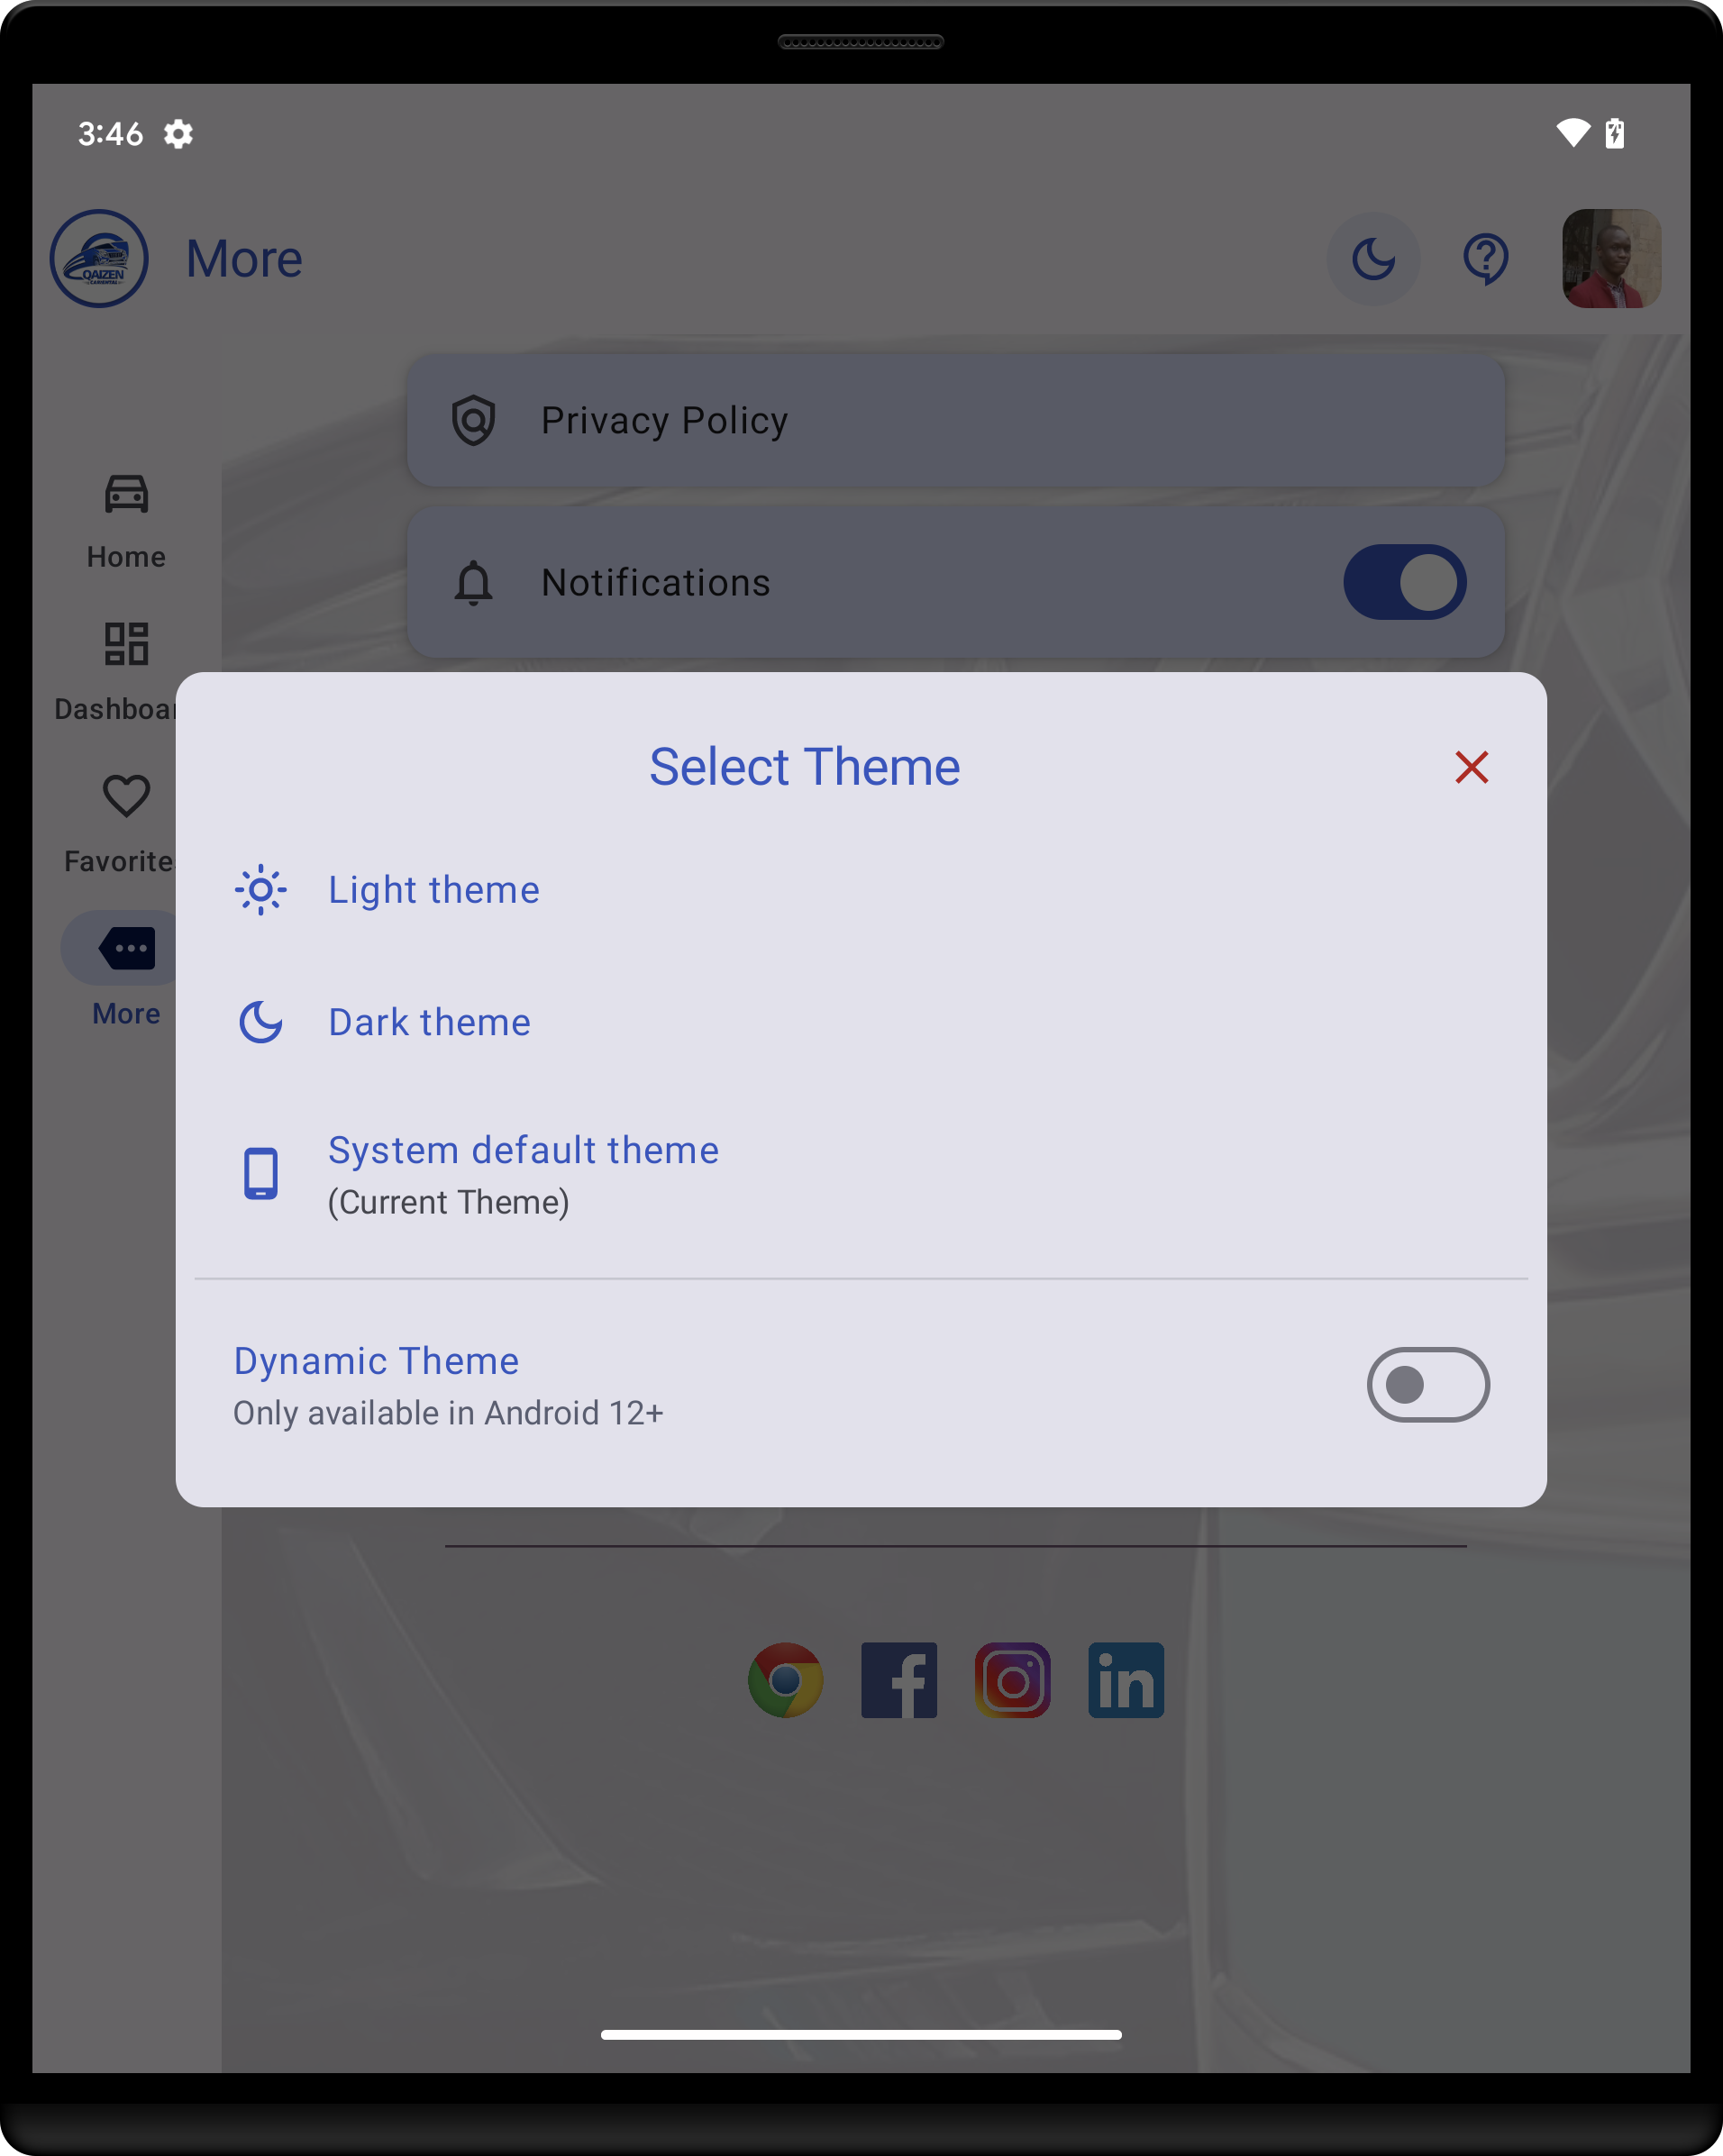 3:46
QAIZEN
More
Privacy Policy
Notifications
Home
Dashboar
Favorite
More
Select Theme
Light theme
Dark theme
System default theme
(Current Theme)
Dynamic Theme
Only available in Android 12+